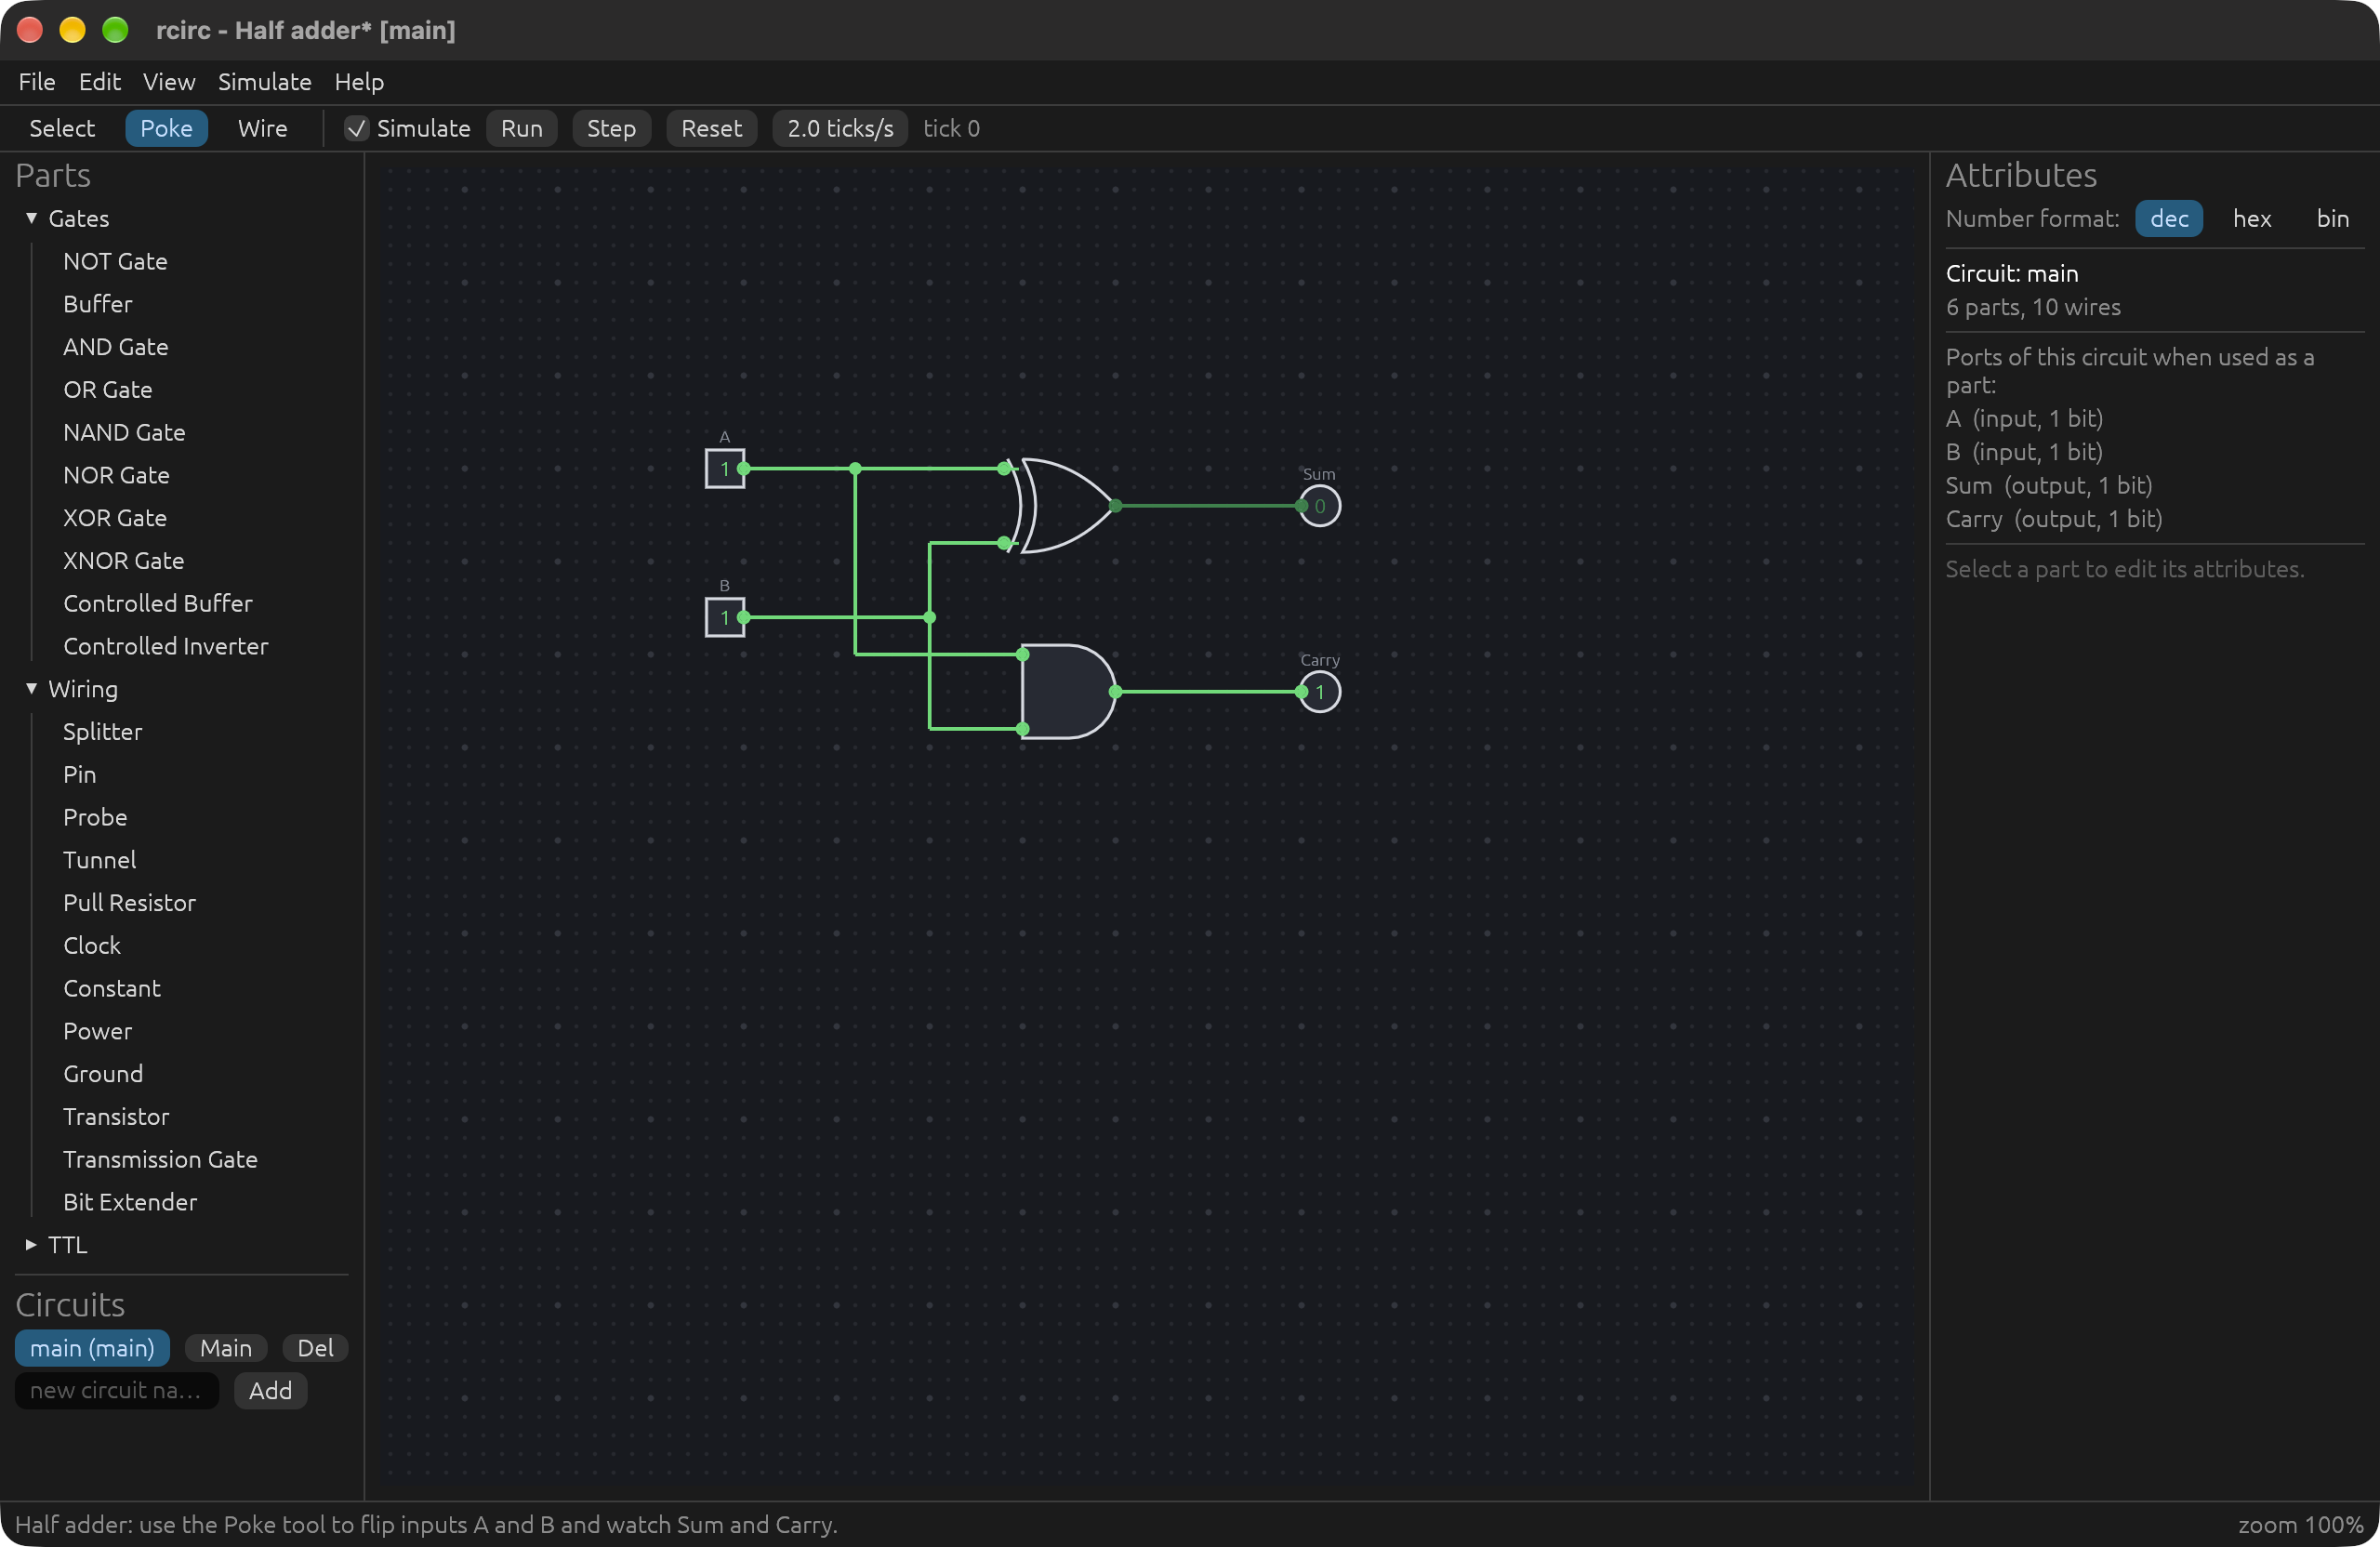 rcirc - Half adder* [main]
File Edit View Simulate Help
Select Poke Wire Simulate Run Step Reset 2.0 ticks/s tick 0
Parts
Gates
NOT Gate
Buffer
AND Gate
OR Gate
NAND Gate
NOR Gate
XOR Gate
XNOR Gate
Controlled Buffer
Controlled Inverter
Wiring
Splitter
Pin
Probe
Tunnel
Pull Resistor
Clock
Constant
Power
Ground
Transistor
Transmission Gate
Bit Extender
TTL
Circuits
main (main) Main Del
new circuit na... Add
A
1
Sum
0
B
1
Carry
1
Attributes
Number format: dec hex bin
Circuit: main
6 parts, 10 wires
Ports of this circuit when used as a
part:
A (input, 1 bit)
B (input, 1 bit)
Sum (output, 1 bit)
Carry (output, 1 bit)
Select a part to edit its attributes.
Half adder: use the Poke tool to flip inputs A and B and watch Sum and Carry.
zoom 100%